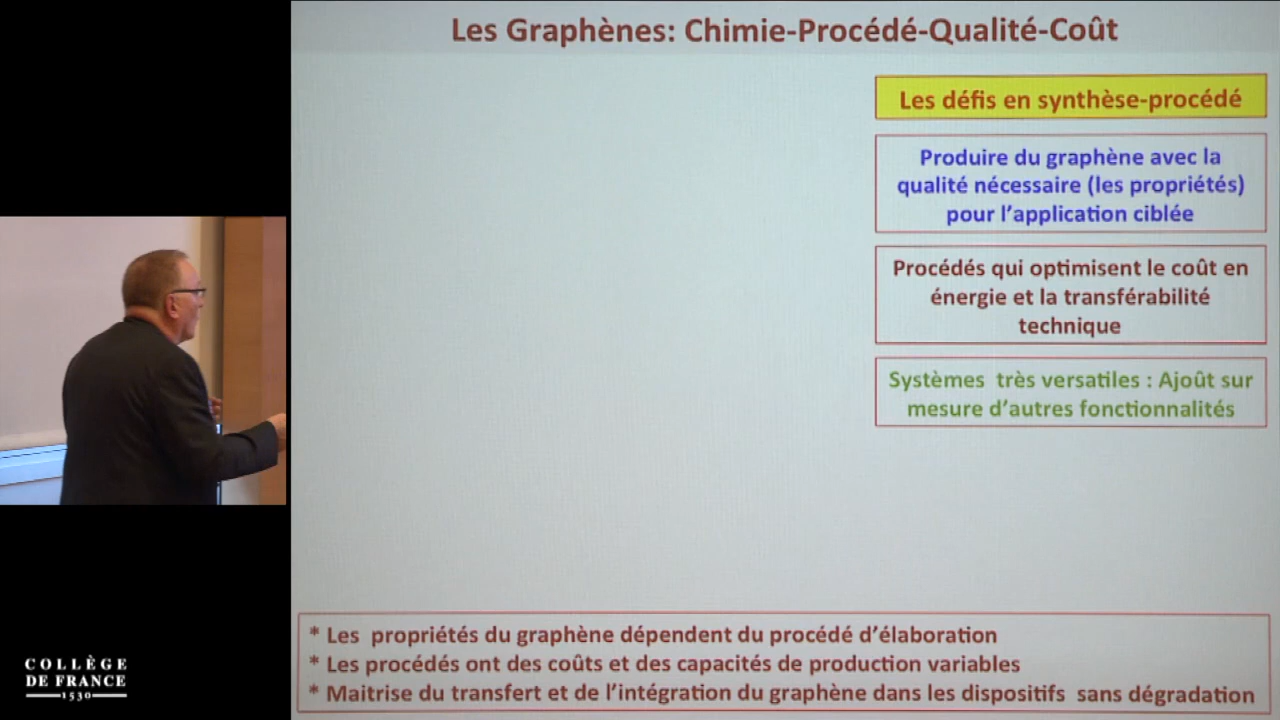 Les Graphènes: Chimie-Procédé-Qualité-Coût
Les défis en synthèse-procédé
Produire du graphène avec la
qualité nécessaire (les propriétés)
pour l'application ciblée
Procédés qui optimisent le coût en
énergie et la transférabilité
technique
Systèmes très versatiles : Ajoût sur
mesure d'autres fonctionnalités
* Les propriétés du graphène dépendent du procédé d'élaboration
* Les procédés ont des coûts et des capacités de production variables
* Maitrise du transfert et de l'intégration du graphène dans les dispositifs sans dégradation
COLLÈGE
DE FRANCE
1530